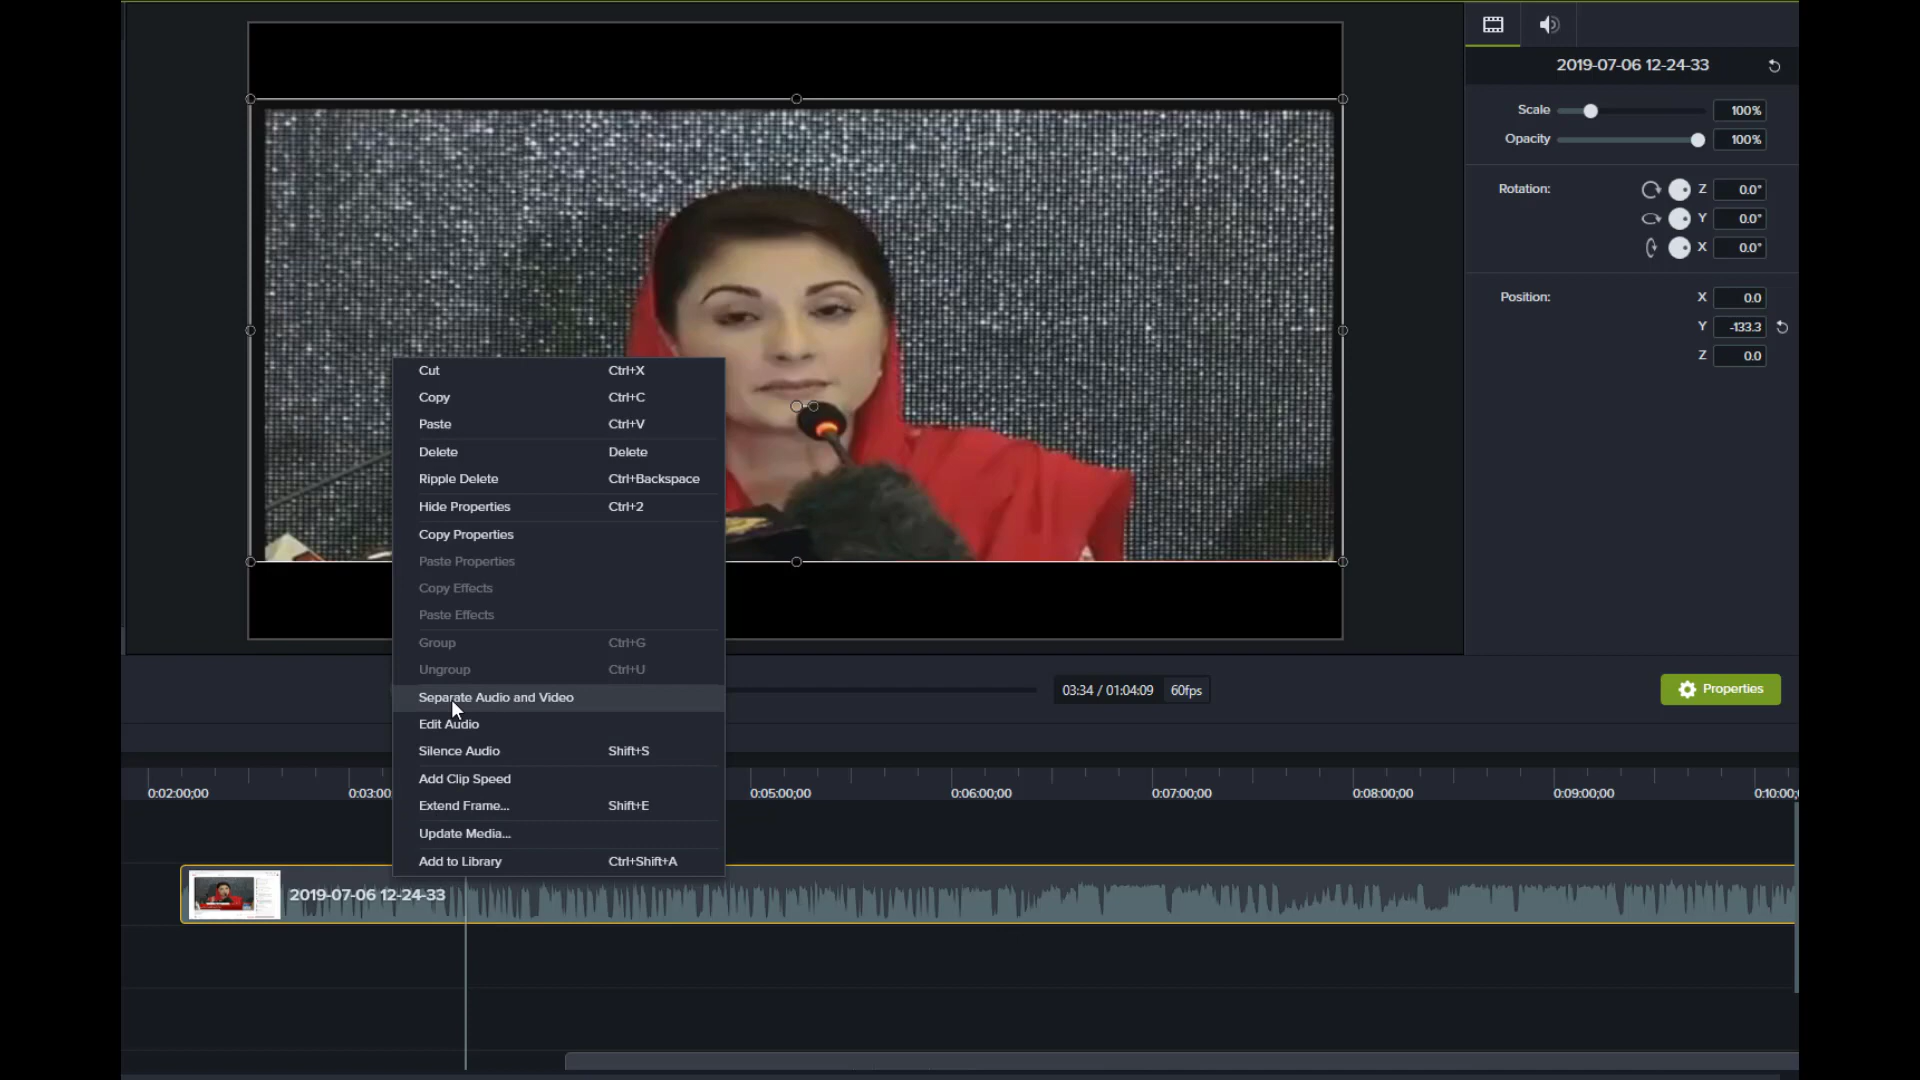 2019-07-06 12-24-33
Scale 100%
Opacity 100%
Rotation: Z 0.0°
Y 0.0°
X 0.0°
Position: X 0.0
Y -133.3
Z 0.0
Cut Ctrl+X
Copy Ctrl+C
Paste Ctrl+V
Delete Delete
Ripple Delete Ctrl+Backspace
Hide Properties Ctrl+2
Copy Properties
Paste Properties
Copy Effects
Paste Effects
Group Ctrl+G
Ungroup Ctrl+U
Separate Audio and Video
Edit Audio
Silence Audio Shift+S
Add Clip Speed
Extend Frame... Shift+E
Update Media...
Add to Library Ctrl+Shift+A
03:34 / 01:04:09 60fps
Properties
0:02:00;00 0:03:00 0:05:00;00 0:06:00;00 0:07:00;00 0:08:00;00 0:09:00;00 0:10:00;
2019-07-06 12-24-33